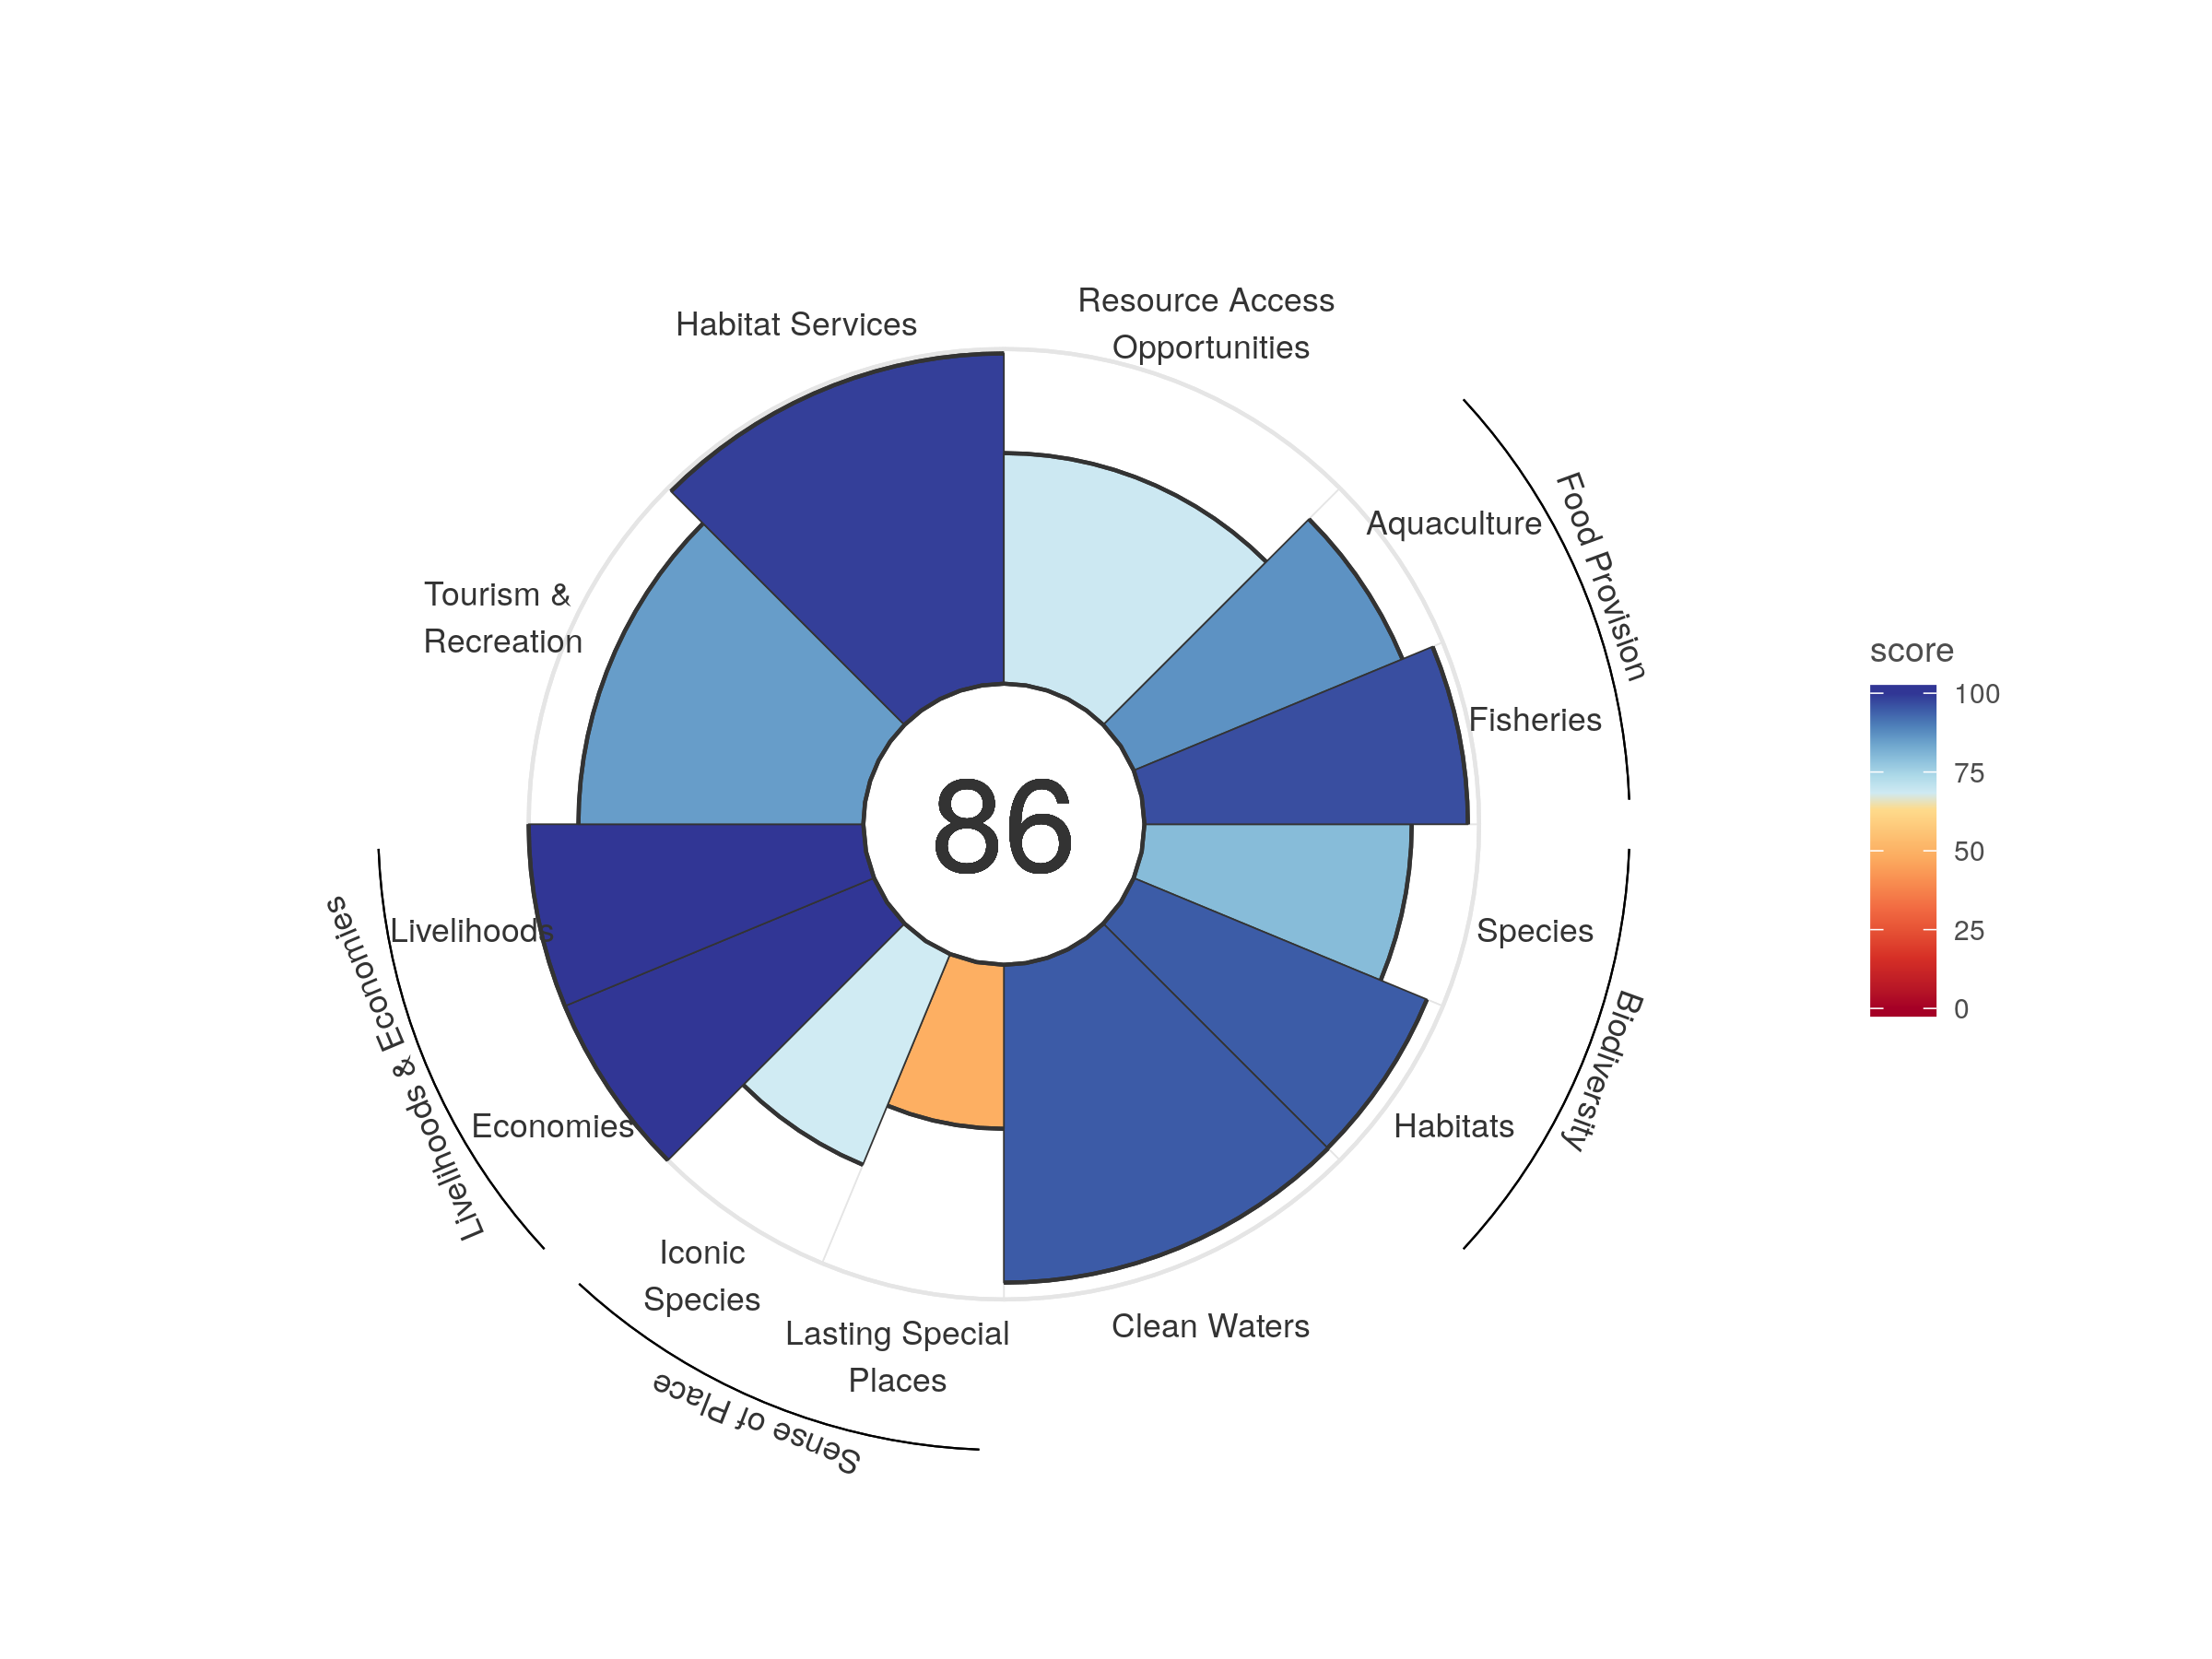 Resource Access
Opportunities
Habitat Services
Aquaculture
Food Provision
Tourism &
Recreation
Fisheries
86
Species
Biodiversity
Habitats
Livelihoods
Livelihoods & Economies
Economies
Iconic
Species
Lasting Special
Places
Sense of Place
Clean Waters
score
100
75
50
25
0